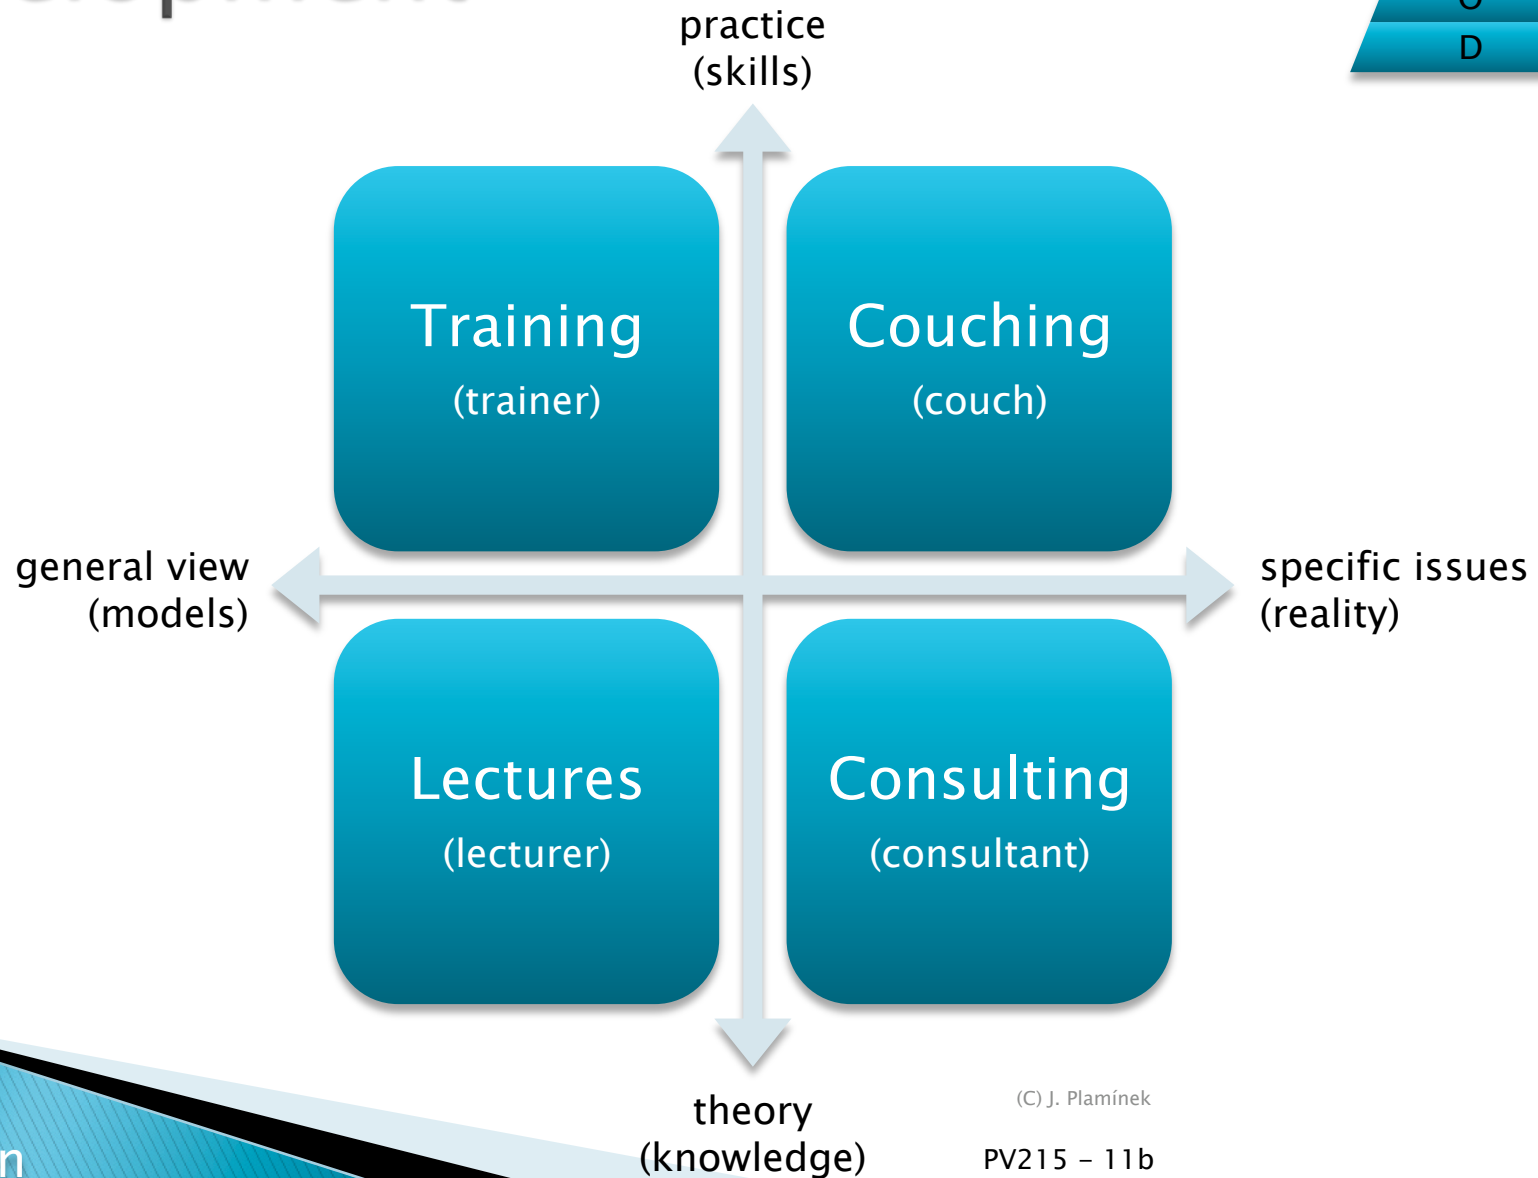 practice
(skills)
D
Training
(trainer)
Couching
(couch)
general view
(models)
specific issues
(reality)
Lectures
(lecturer)
Consulting
(consultant)
theory
(knowledge)
(C) J. Plamínek
PV215 - 11b